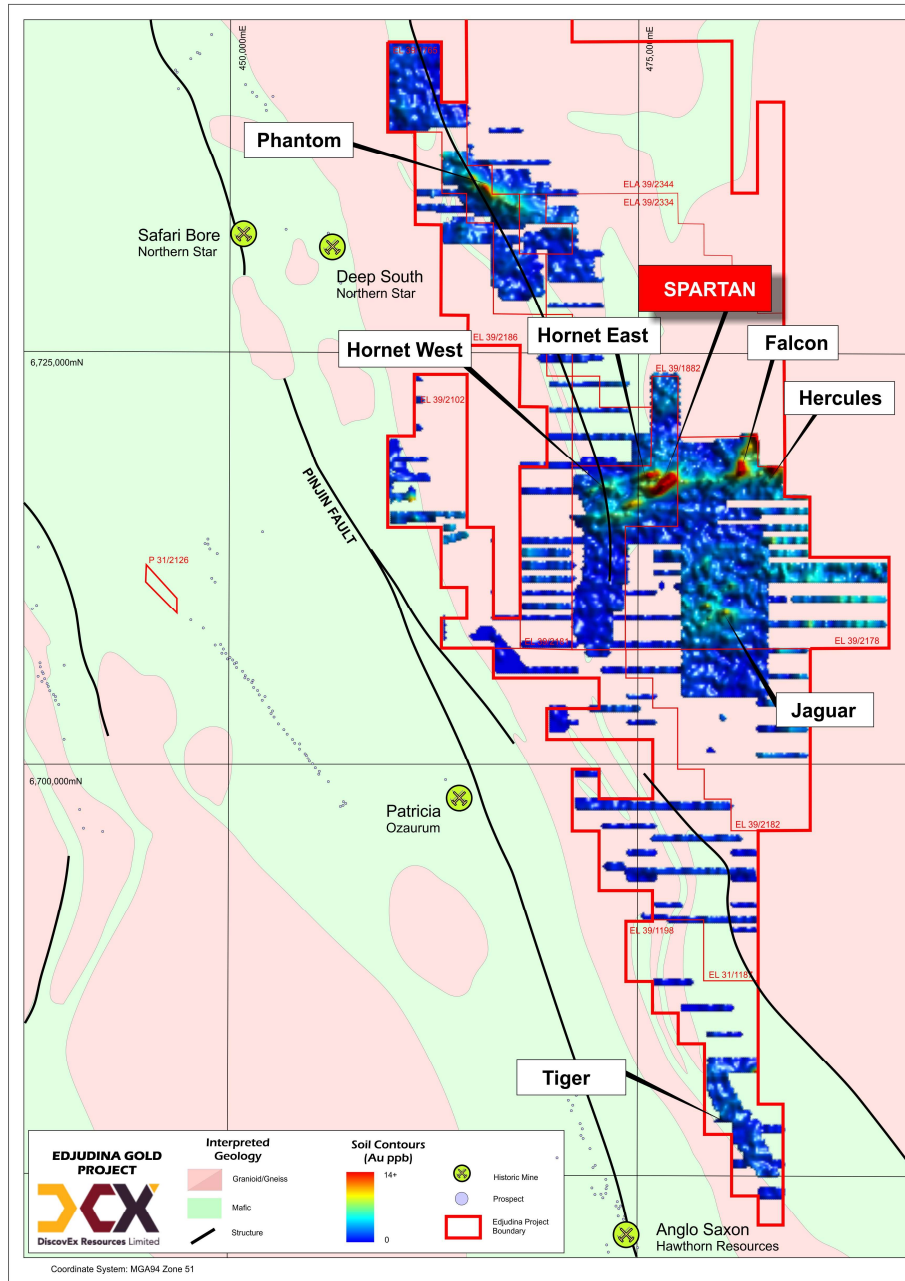 450,000mE
475,000mE
Phantom
ELA 39/2344
ELA 39/2334
Safari Bore
Northern Star
Deep South
Northern Star
SPARTAN
Hornet East
Falcon
Hornet West
EL 39/2186
6,725,000mN
EL 39/1882
Hercules
EL 39/2102
PINJIN FAULT
P 31/2126
EL 39/2178
Jaguar
6,700,000mN
Patricia
Ozaurum
EL 39/2182
EL 39/1198
EL 31/1187
Tiger
EDJUDINA GOLD
PROJECT
DCX
DiscovEx Resources Limited
Interpreted
Geology
Granioid/Gneiss
Mafic
Structure
Soil Contours
(Au ppb)
14+
0
Historic Mine
Prospect
Edjudina Project
Boundary
Anglo Saxon
Hawthorn Resources
Coordinate System: MGA94 Zone 51